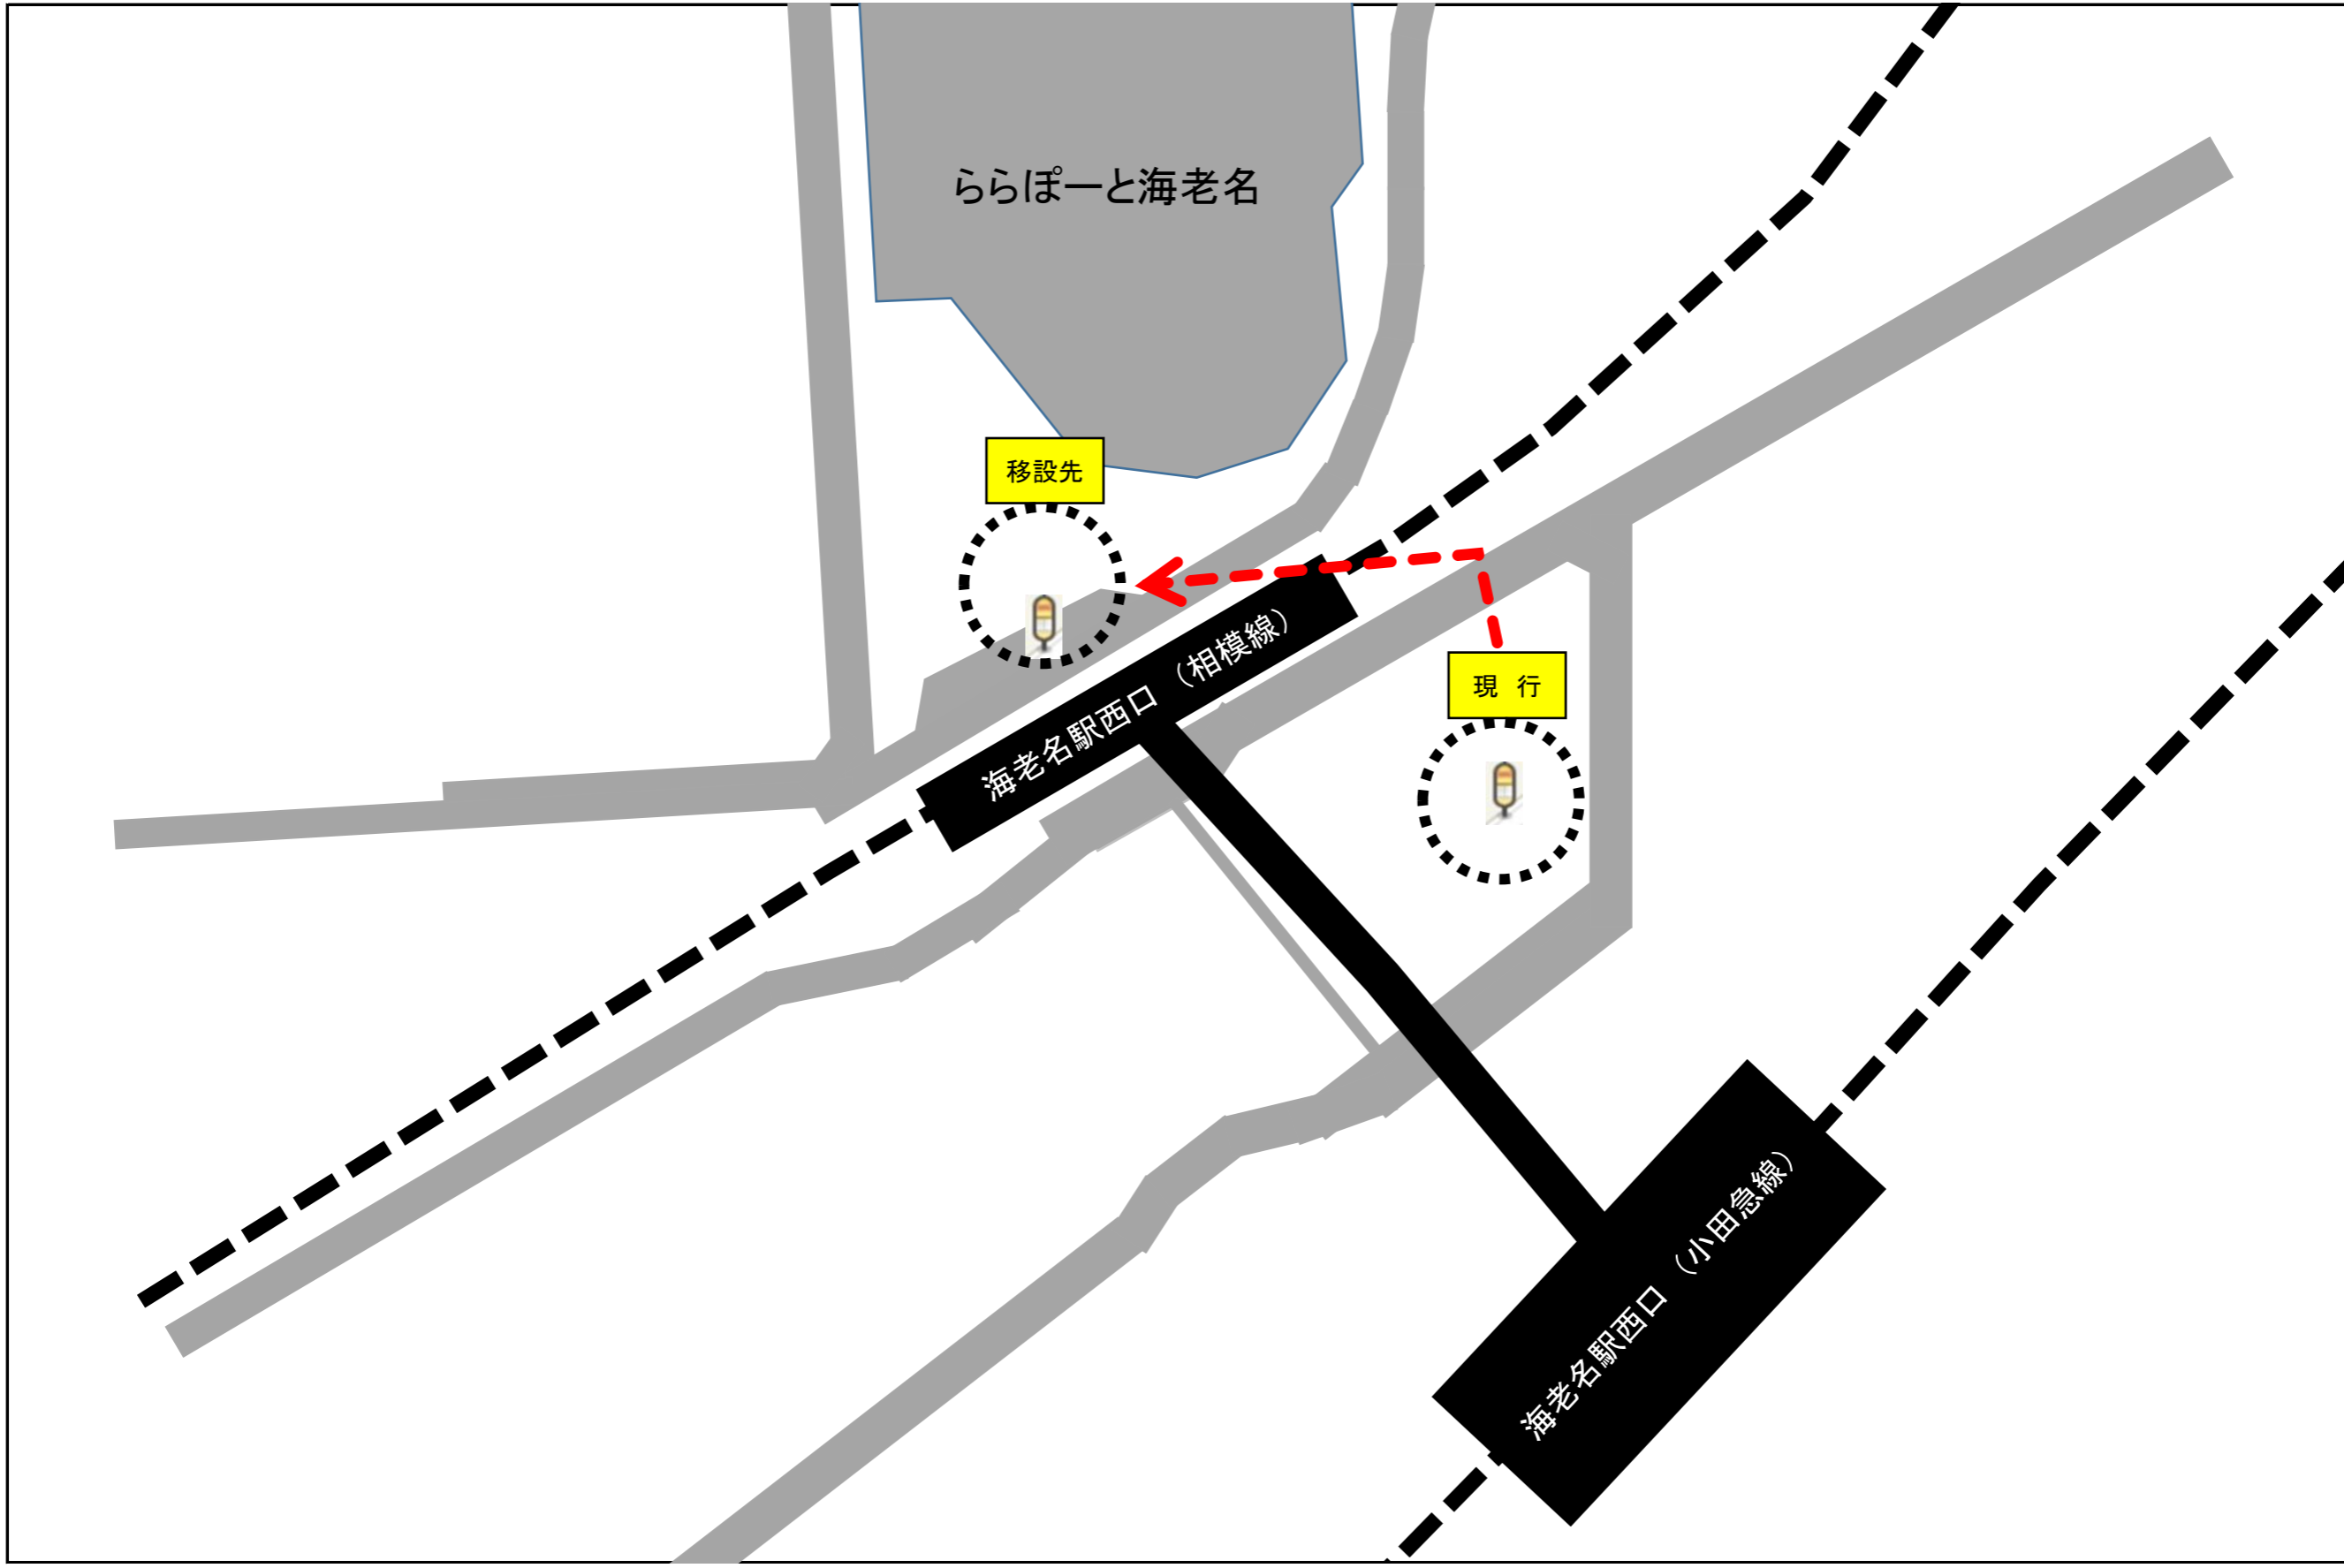 ららぽーと海老名
移設先
現 行
海老名駅西口（相模線）
海老名駅西口（小田急線）